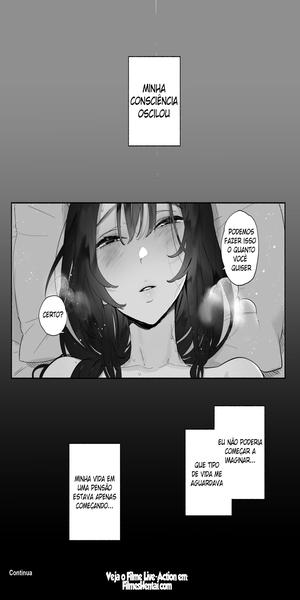 MINHA
CONSCIÊNCIA
OSCILOU
PODEMOS
FAZER ISSO
O QUANTO
VOCÊ
QUISER
CERTO?
EU NÃO PODERIA
COMEÇAR A
IMAGINAR...
QUE TIPO
DE VIDA ME
AGUARDAVA
MINHA VIDA EM
UMA PENSÃO
ESTAVA APENAS
COMEÇANDO...
Continua
Veja o Filme Live-Action em:
FilmesHentai.com